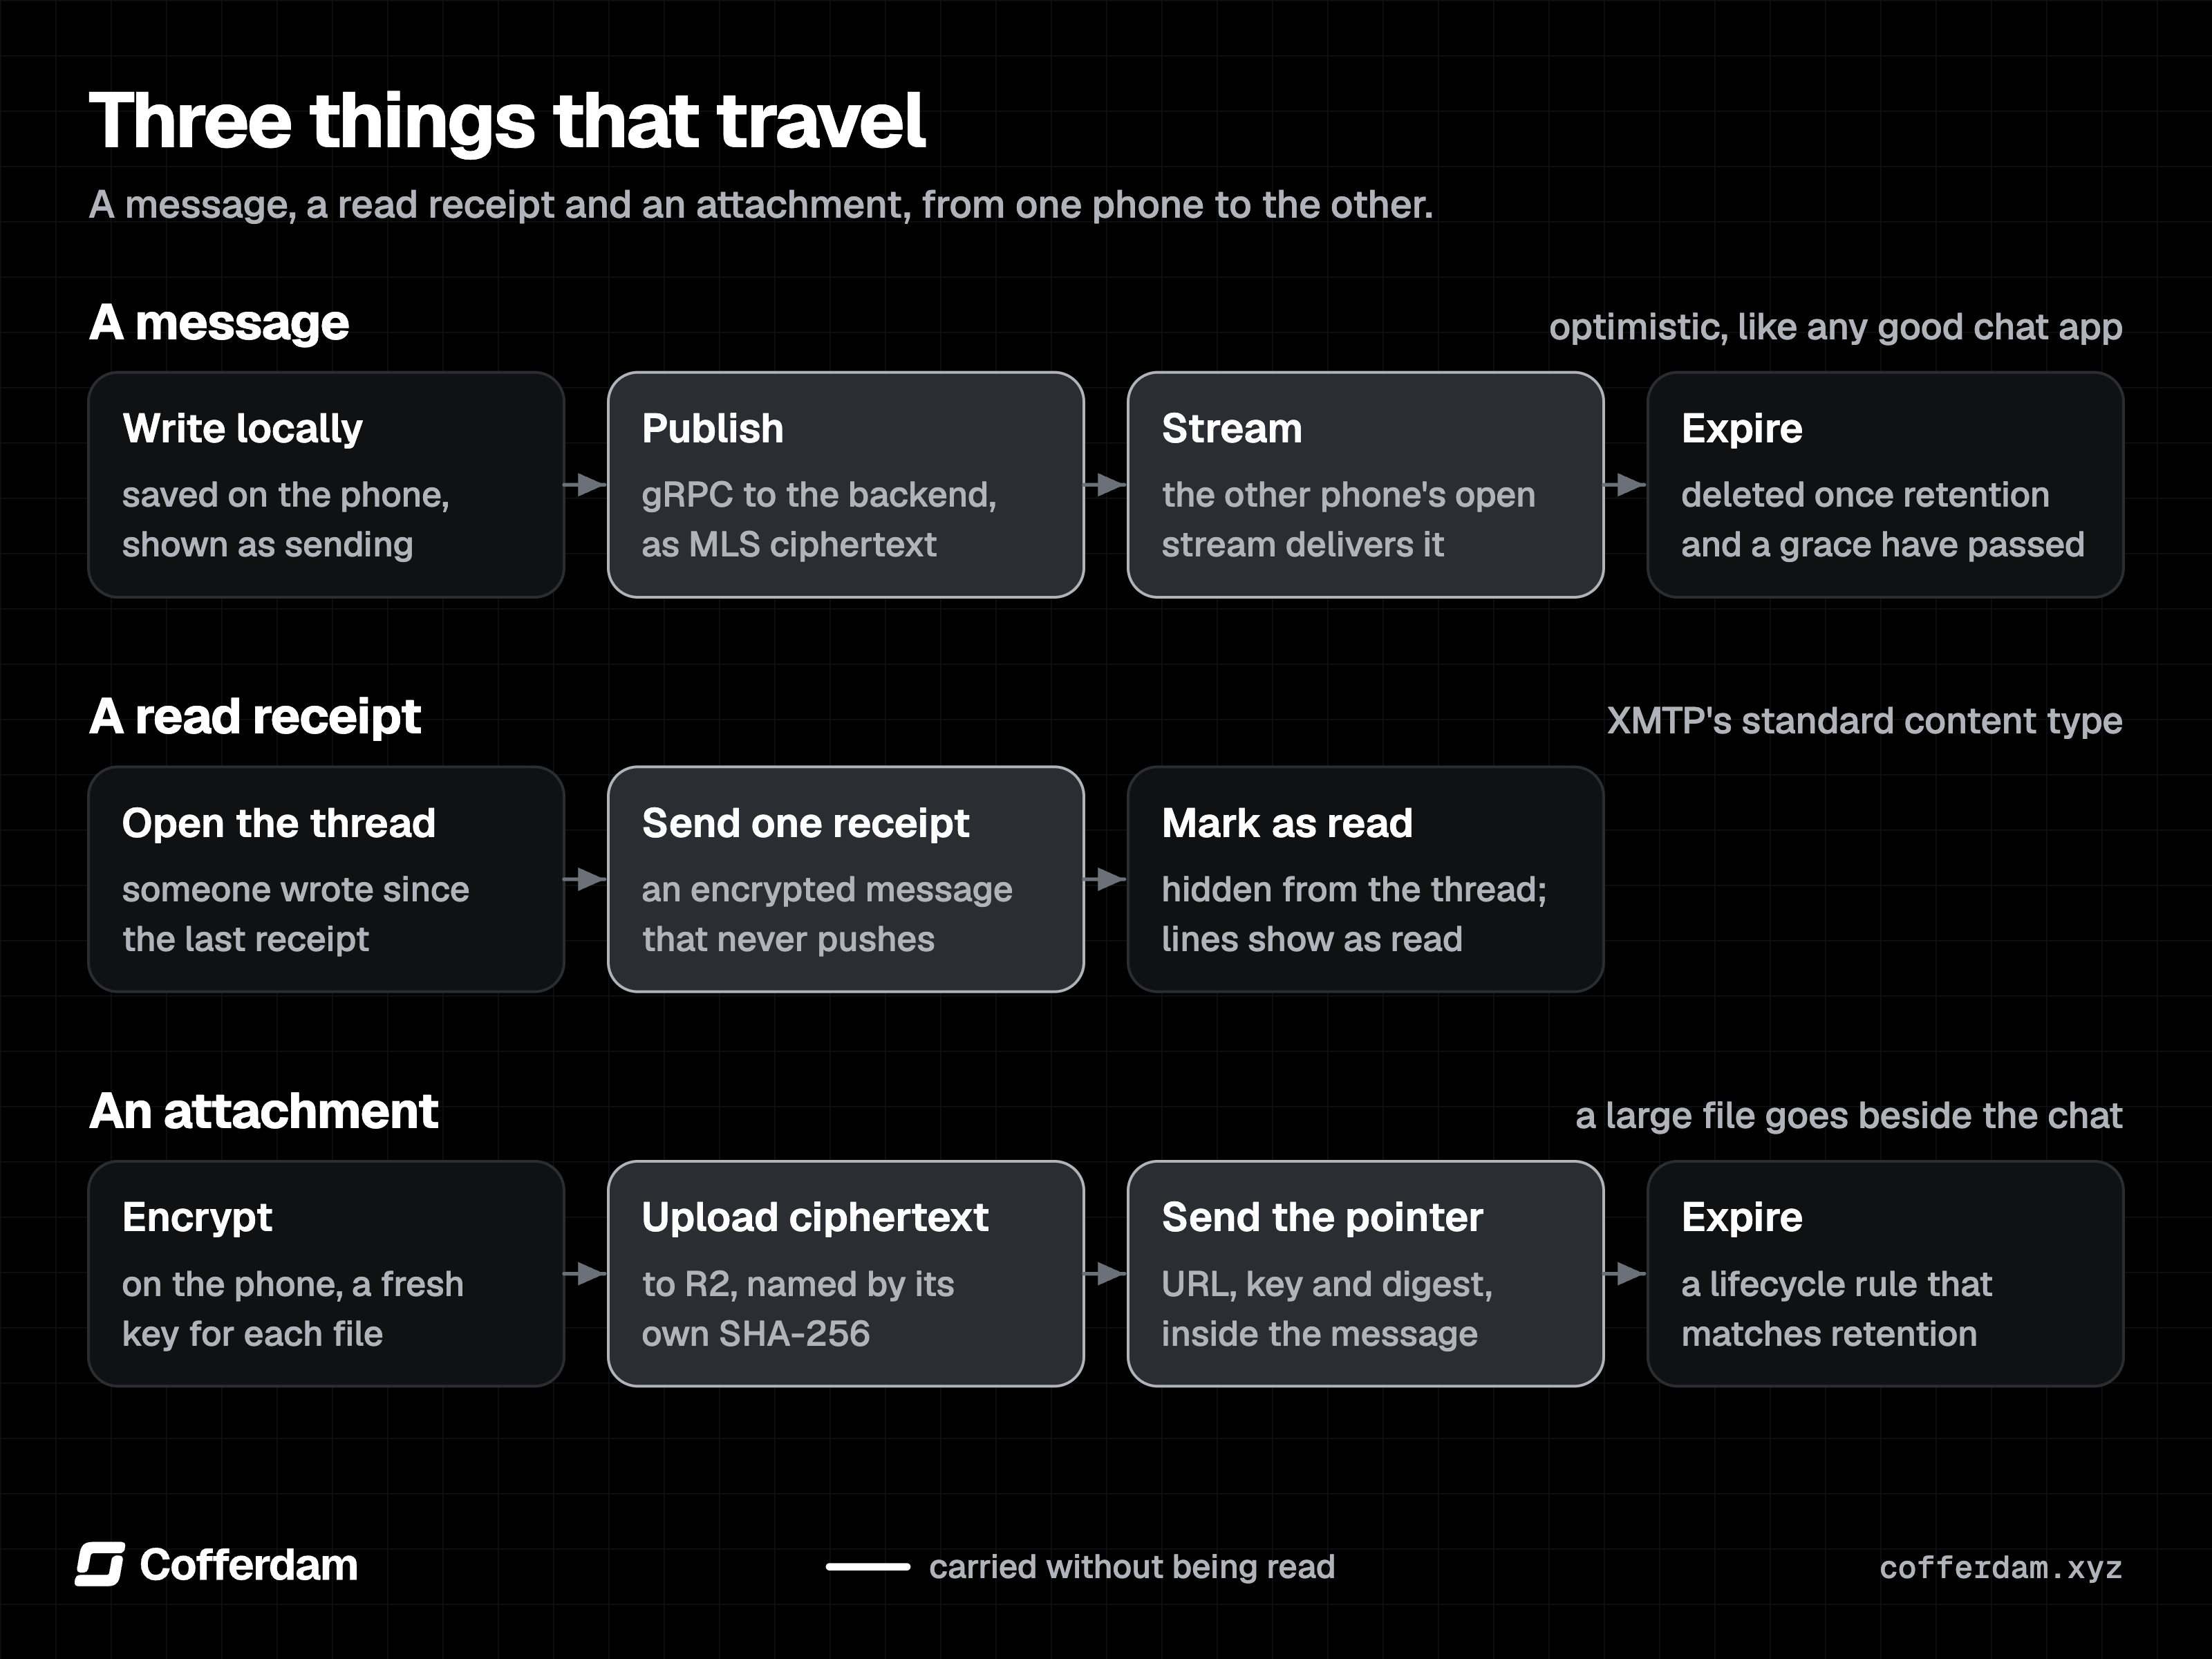 Three things that travel
A message, a read receipt and an attachment, from one phone to the other.
A message
optimistic, like any good chat app
Write locally
saved on the phone,
shown as sending
Publish
gRPC to the backend,
as MLS ciphertext
Stream
the other phone's open
stream delivers it
Expire
deleted once retention
and a grace have passed
A read receipt
XMTP's standard content type
Open the thread
someone wrote since
the last receipt
Send one receipt
an encrypted message
that never pushes
Mark as read
hidden from the thread;
lines show as read
An attachment
a large file goes beside the chat
Encrypt
on the phone, a fresh
key for each file
Upload ciphertext
to R2, named by its
own SHA-256
Send the pointer
URL, key and digest,
inside the message
Expire
a lifecycle rule that
matches retention
Cofferdam
carried without being read
cofferdam.xyz